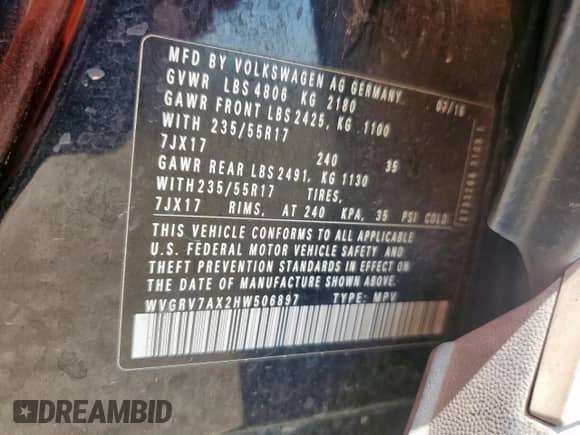 MFD BY VOLKSWAGEN AG GERMANY 07/16
GVWR LBS 4806 KG 2180
GAWR FRONT LBS 2425, KG 1100
WITH 235/55R17
7JX17 240 35
GAWR REAR LBS 2491, KG 1130
WITH 235/55R17 TIRES,
7JX17 RIMS, AT 240 KPA, 35 PSI COLD
THIS VEHICLE CONFORMS TO ALL APPLICABLE
U.S. FEDERAL MOTOR VEHICLE SAFETY AND
THEFT PREVENTION STANDARDS IN EFFECT ON
THE DATE OF MANUFACTURE SHOWN ABOVE.
WVGRV7AX2HW506897 TYPE: MPV
DREAMBID